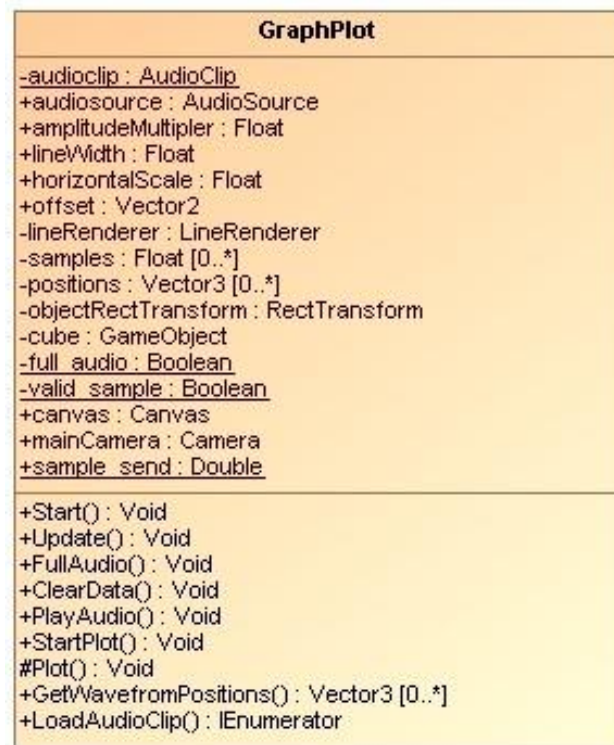 GraphPlot
-audioclip : AudioClip
+audiosource : AudioSource
+amplitudeMultipler : Float
+lineWidth : Float
+horizontalScale : Float
+offset : Vector2
-lineRenderer : LineRenderer
-samples : Float [0..*]
-positions : Vector3 [0..*]
-objectRectTransform : RectTransform
-cube : GameObject
-full_audio : Boolean
-valid_sample : Boolean
+canvas : Canvas
+mainCamera : Camera
+sample_send : Double
+Start() : Void
+Update() : Void
+FullAudio() : Void
+ClearData() : Void
+PlayAudio() : Void
+StartPlot() : Void
#Plot() : Void
+GetWavefromPositions() : Vector3 [0..*]
+LoadAudioClip() : IEnumerator